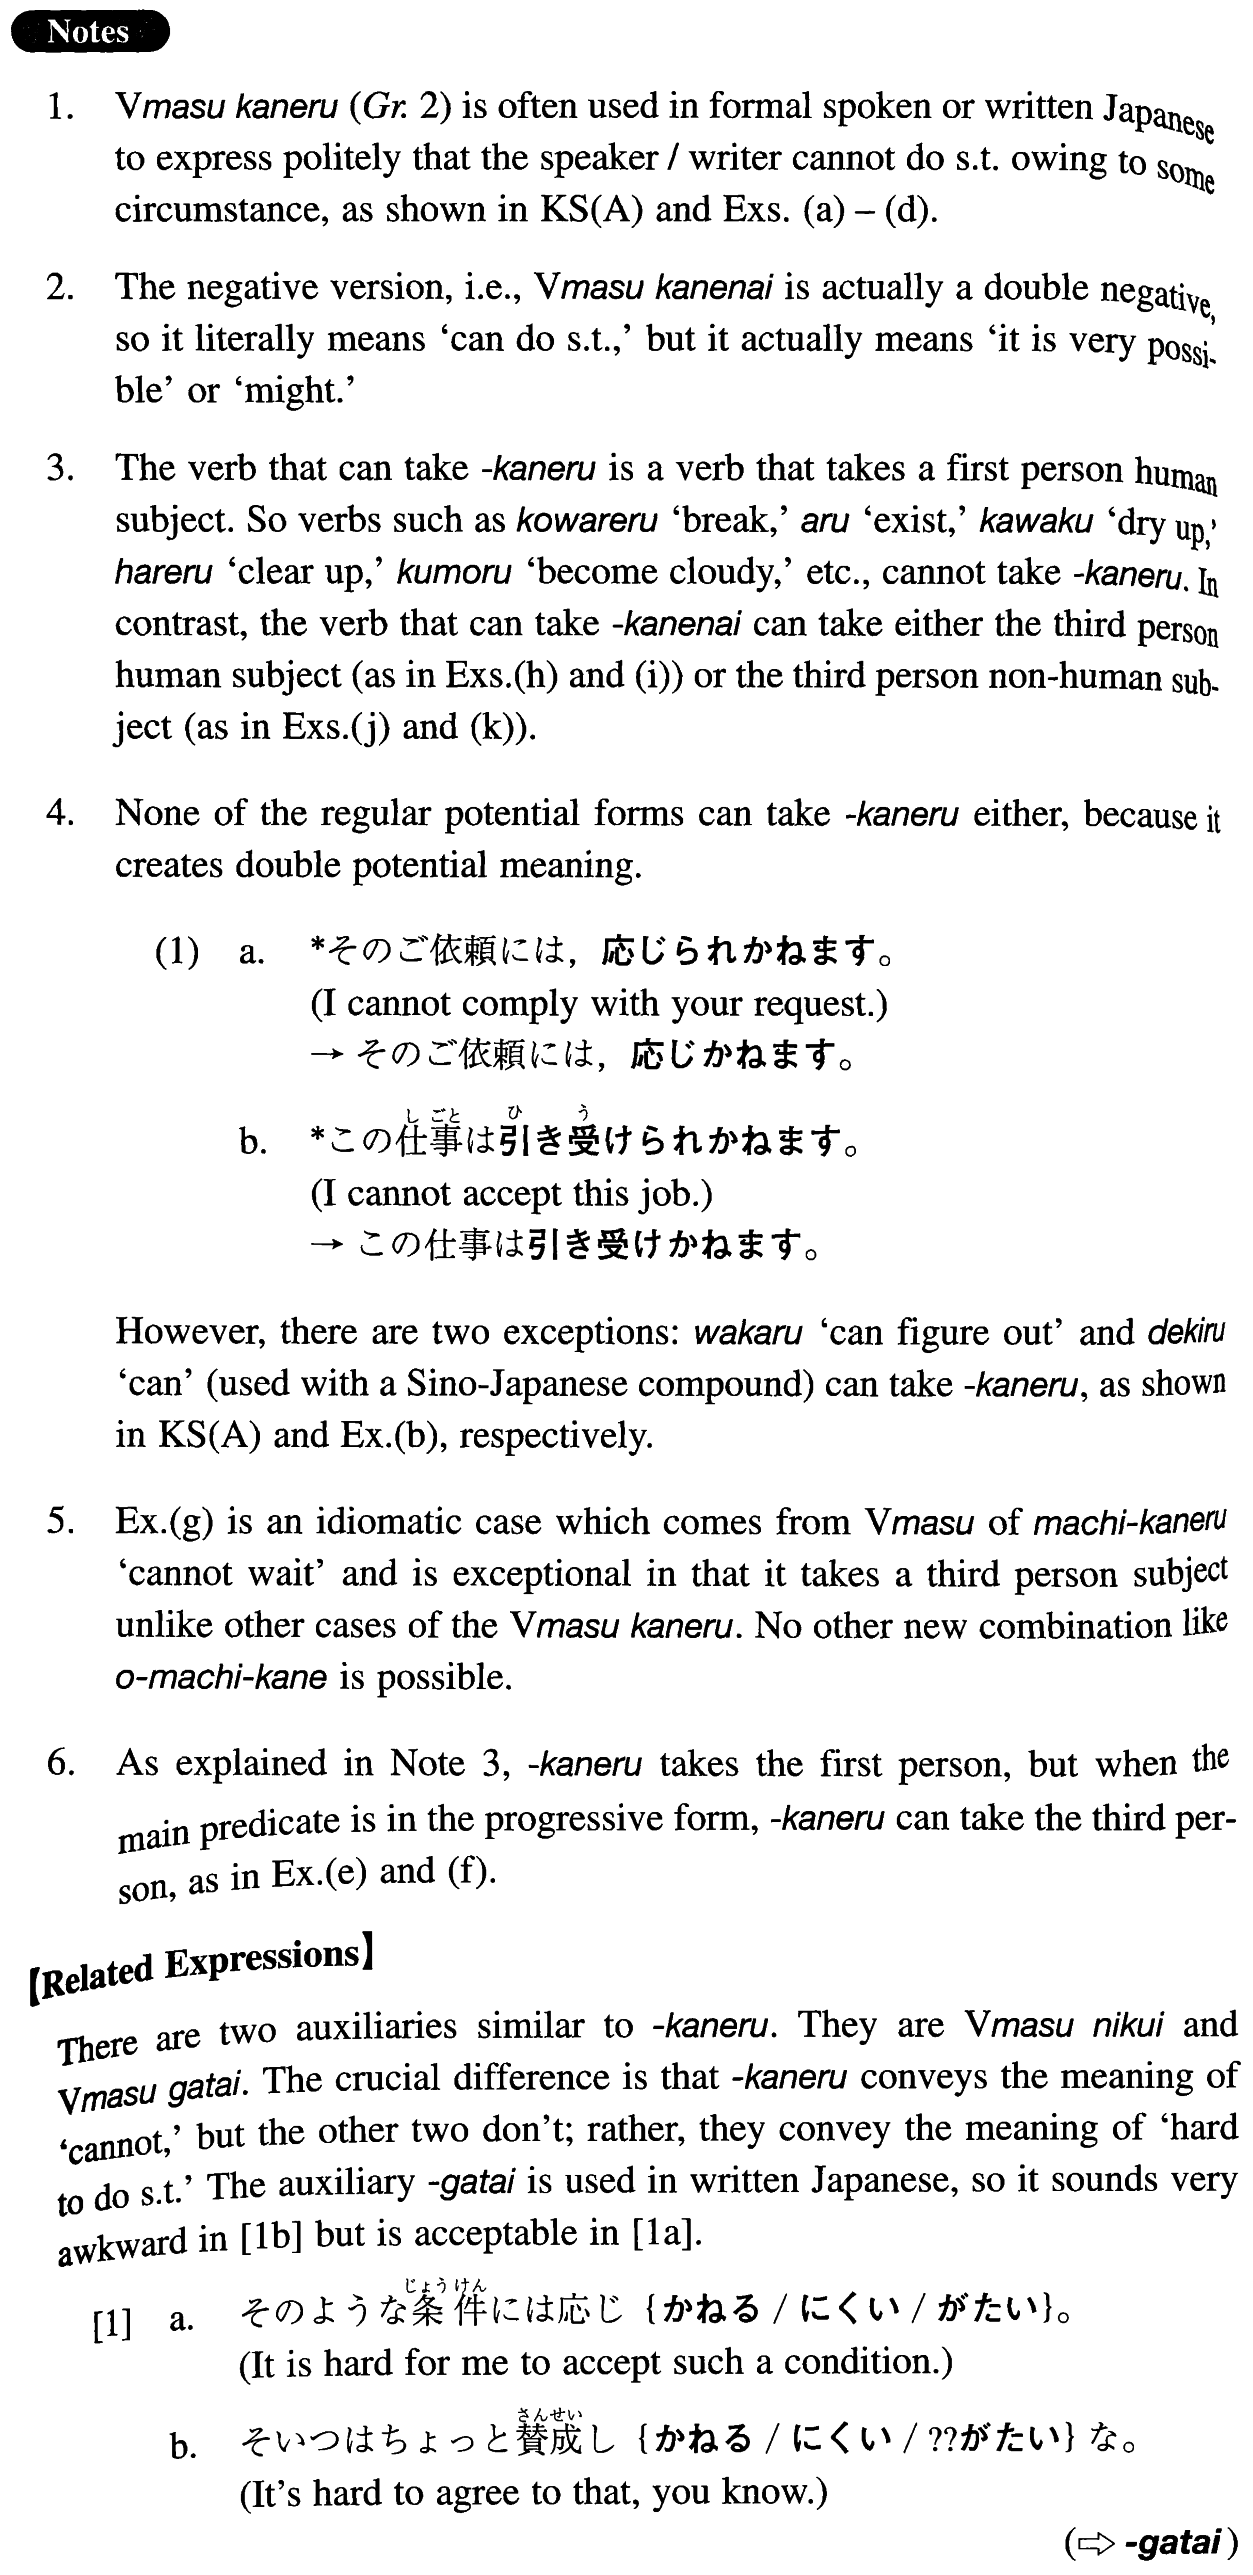 Notes
1. Vmasu kaneru (Gr. 2) is often used in formal spoken or written Japanese
to express politely that the speaker / writer cannot do s.t. owing to some
circumstance, as shown in KS(A) and Exs. (a) – (d).
2. The negative version, i.e., Vmasu kanenai is actually a double negative,
so it literally means ‘can do s.t.,’ but it actually means ‘it is very possi-
ble’ or ‘might.’
3. The verb that can take -kaneru is a verb that takes a first person human
subject. So verbs such as kowareru ‘break,’ aru ‘exist,’ kawaku ‘dry up,’
hareru ‘clear up,’ kumoru ‘become cloudy,’ etc., cannot take -kaneru. In
contrast, the verb that can take -kanenai can take either the third person
human subject (as in Exs.(h) and (i)) or the third person non-human sub-
ject (as in Exs.(j) and (k)).
4. None of the regular potential forms can take -kaneru either, because it
creates double potential meaning.
(1) a. *そのご依頼には，応じられかねます。
(I cannot comply with your request.)
→ そのご依頼には，応じかねます。
しごと ひ う
b. *この仕事は引き受けられかねます。
(I cannot accept this job.)
→ この仕事は引き受けかねます。
However, there are two exceptions: wakaru ‘can figure out’ and dekiru
‘can’ (used with a Sino-Japanese compound) can take -kaneru, as shown
in KS(A) and Ex.(b), respectively.
5. Ex.(g) is an idiomatic case which comes from Vmasu of machi-kaneru
‘cannot wait’ and is exceptional in that it takes a third person subject
unlike other cases of the Vmasu kaneru. No other new combination like
o-machi-kane is possible.
6. As explained in Note 3, -kaneru takes the first person, but when the
main predicate is in the progressive form, -kaneru can take the third per-
son, as in Ex.(e) and (f).
【Related Expressions】
There are two auxiliaries similar to -kaneru. They are Vmasu nikui and
Vmasu gatai. The crucial difference is that -kaneru conveys the meaning of
‘cannot,’ but the other two don’t; rather, they convey the meaning of ‘hard
to do s.t.’ The auxiliary -gatai is used in written Japanese, so it sounds very
awkward in [1b] but is acceptable in [1a].
じょうけん
[1] a. そのような条件には応じ {かねる / にくい / がたい}。
(It is hard for me to accept such a condition.)
さんせい
b. そいつはちょっと賛成し {かねる / にくい / ??がたい} な。
(It’s hard to agree to that, you know.)
(⇨ -gatai)